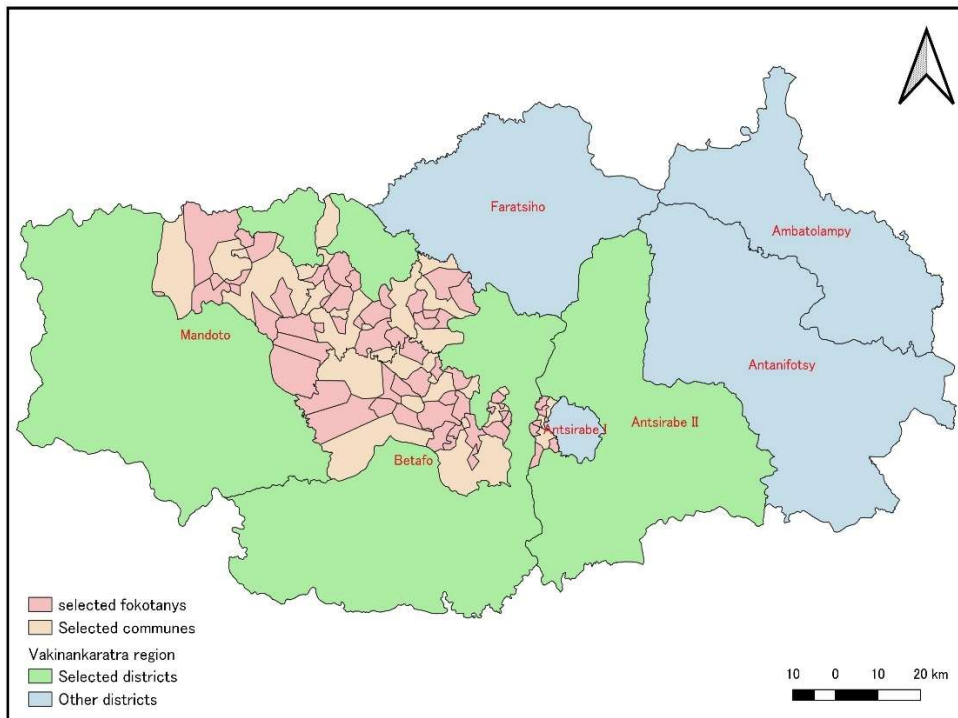 Faratsiho
Ambatolampy
Mandoto
Antanifotsy
Antsirabe I
Antsirabe II
Betafo
selected fokotanys
Selected communes
Vakinankaratra region
Selected districts
Other districts
10 0 10 20 km